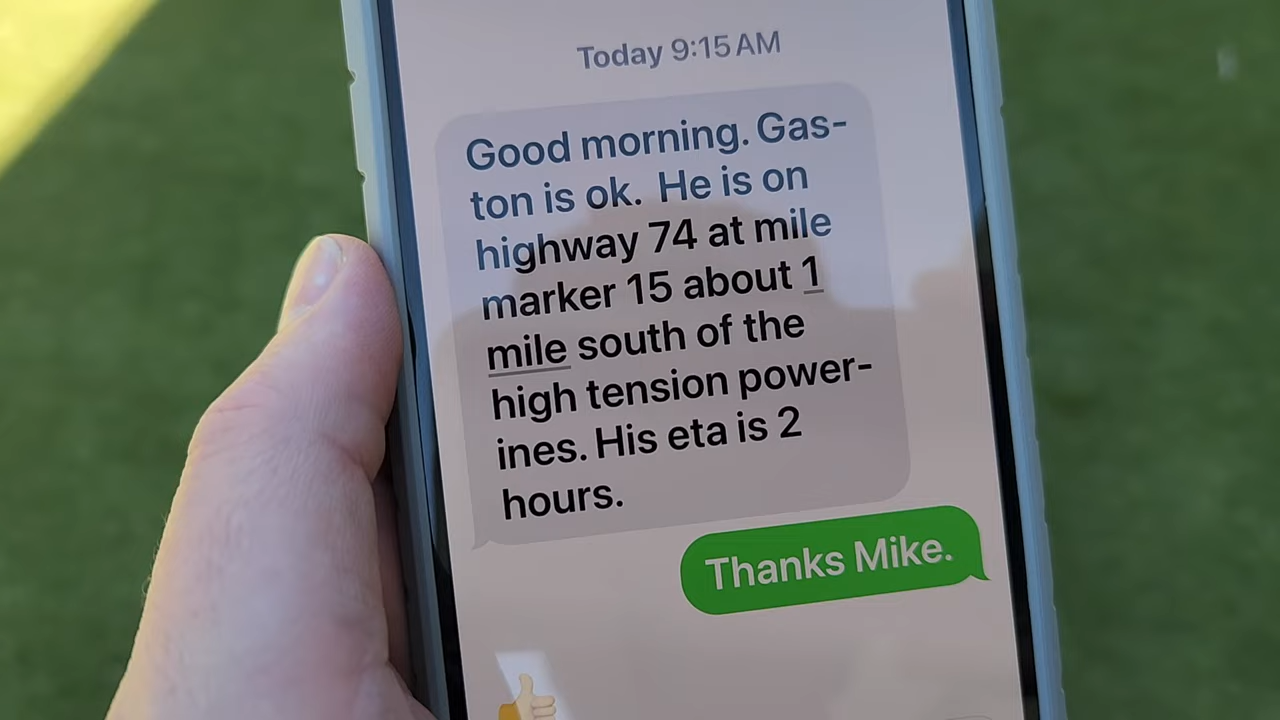 Today 9:15 AM
Good morning. Gas-
ton is ok. He is on
highway 74 at mile
marker 15 about 1
mile south of the
high tension power-
ines. His eta is 2
hours.
Thanks Mike.